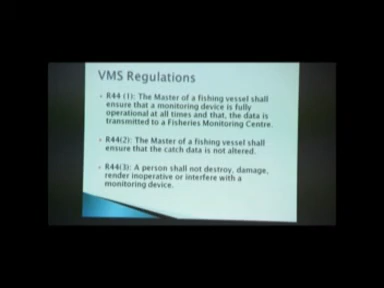 VMS Regulations
R44 (1): The Master of a fishing vessel shall
ensure that a monitoring device is fully
operational at all times and that, the data is
transmitted to a Fisheries Monitoring Centre.
R44(2): The Master of a fishing vessel shall
ensure that the catch data is not altered.
R44(3): A person shall not destroy, damage,
render inoperative or interfere with a
monitoring device.